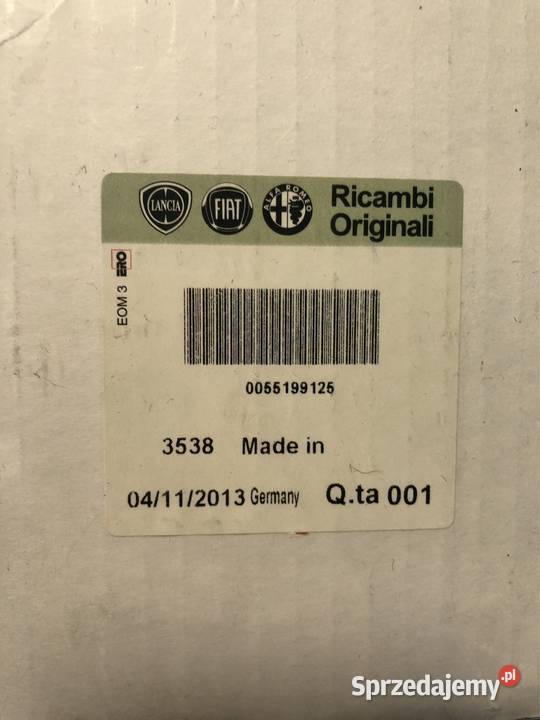 LANCIA
FIAT
ALFA ROMEO
Ricambi
Originali
EOM 3 ERO
0055199125
3538 Made in
04/11/2013 Germany Q.ta 001
Sprzedajemy.pl